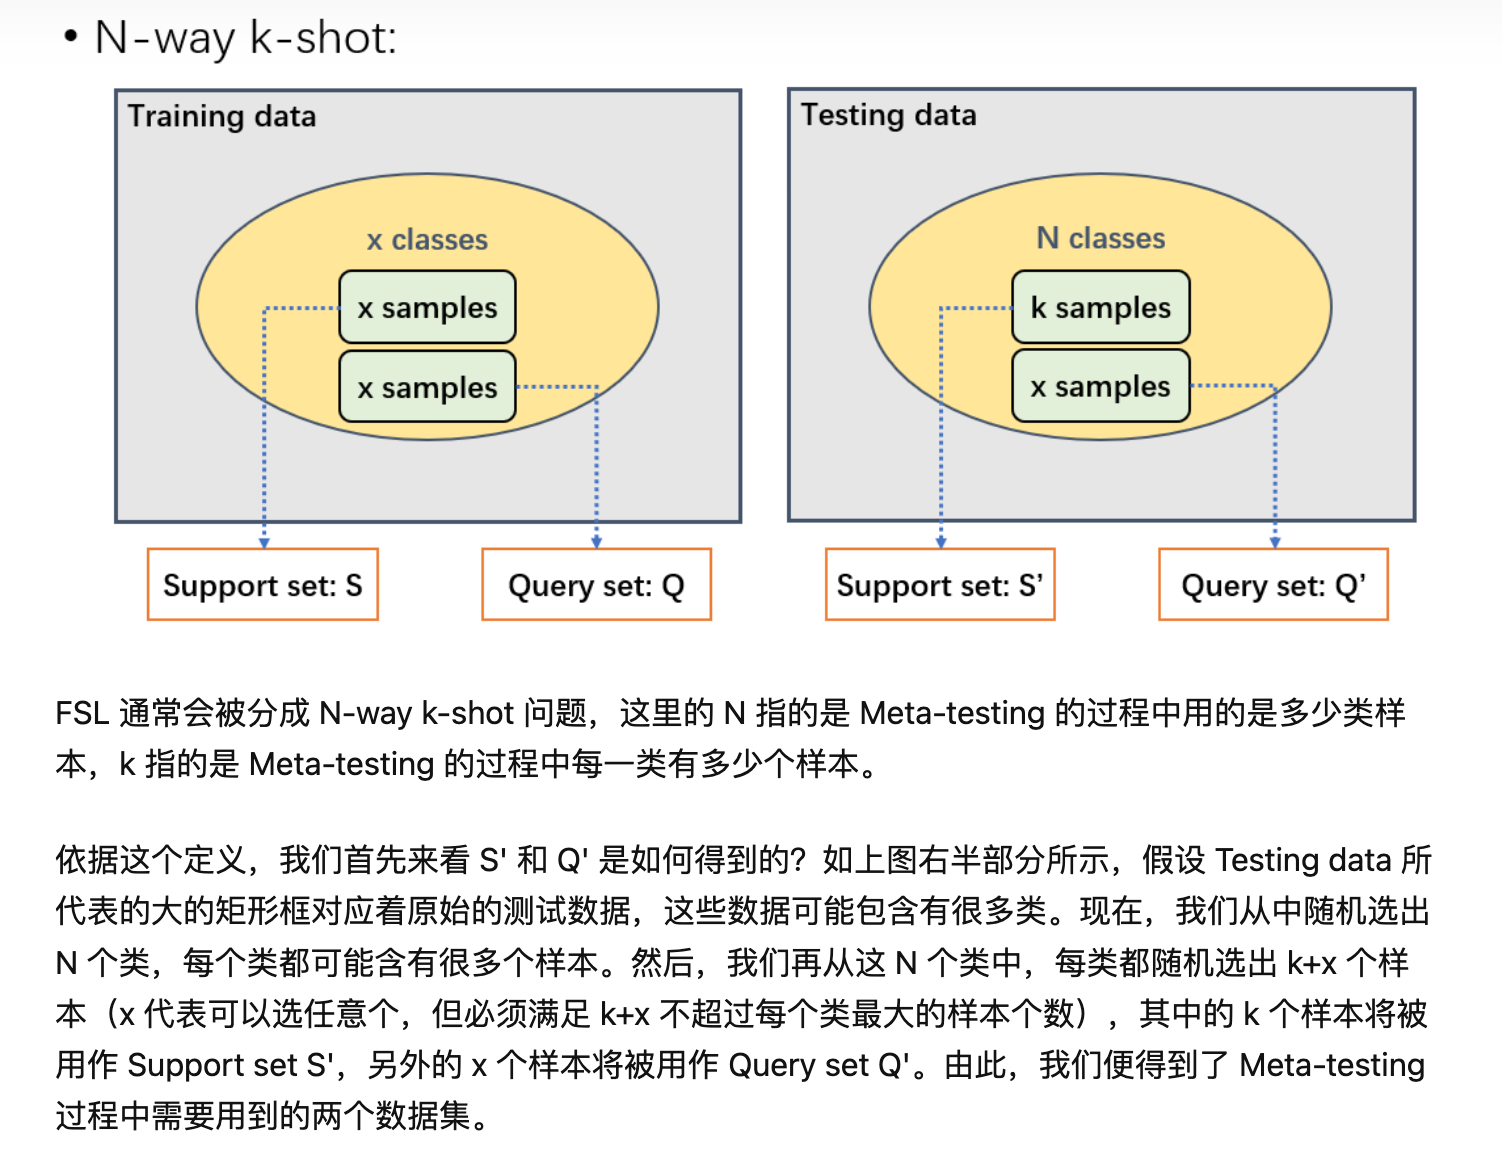 • N-way k-shot:
Training data
x classes
x samples
x samples
Support set: S
Query set: Q
Testing data
N classes
k samples
x samples
Support set: S’
Query set: Q’
FSL 通常会被分成 N-way k-shot 问题，这里的 N 指的是 Meta-testing 的过程中用的是多少类样
本，k 指的是 Meta-testing 的过程中每一类有多少个样本。
依据这个定义，我们首先来看 S' 和 Q' 是如何得到的？如上图右半部分所示，假设 Testing data 所
代表的大的矩形框对应着原始的测试数据，这些数据可能包含有很多类。现在，我们从中随机选出
N 个类，每个类都可能含有很多个样本。然后，我们再从这 N 个类中，每类都随机选出 k+x 个样
本（x 代表可以选任意个，但必须满足 k+x 不超过每个类最大的样本个数），其中的 k 个样本将被
用作 Support set S'，另外的 x 个样本将被用作 Query set Q'。由此，我们便得到了 Meta-testing
过程中需要用到的两个数据集。